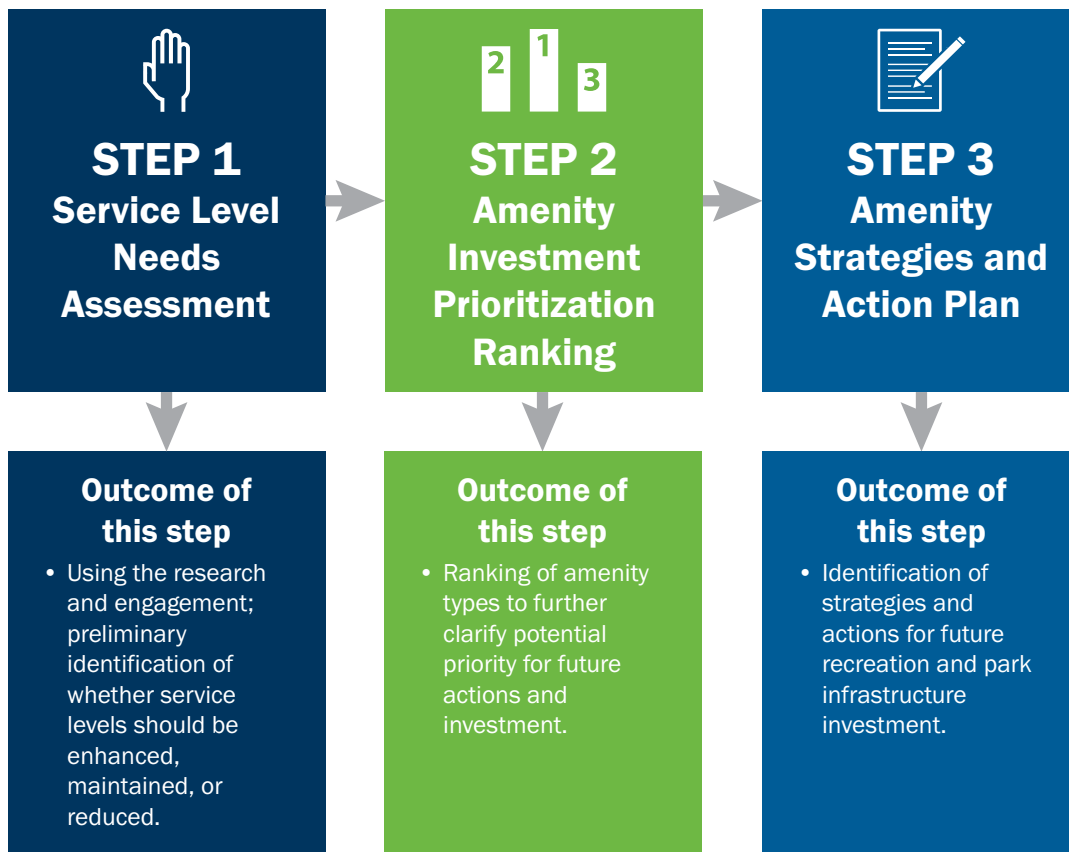 STEP 1
Service Level
Needs
Assessment
2
1
3
STEP 2
Amenity
Investment
Prioritization
Ranking
STEP 3
Amenity
Strategies and
Action Plan
Outcome of
this step
• Using the research
and engagement;
preliminary
identification of
whether service
levels should be
enhanced,
maintained, or
reduced.
Outcome of
this step
• Ranking of amenity
types to further
clarify potential
priority for future
actions and
investment.
Outcome of
this step
• Identification of
strategies and
actions for future
recreation and park
infrastructure
investment.